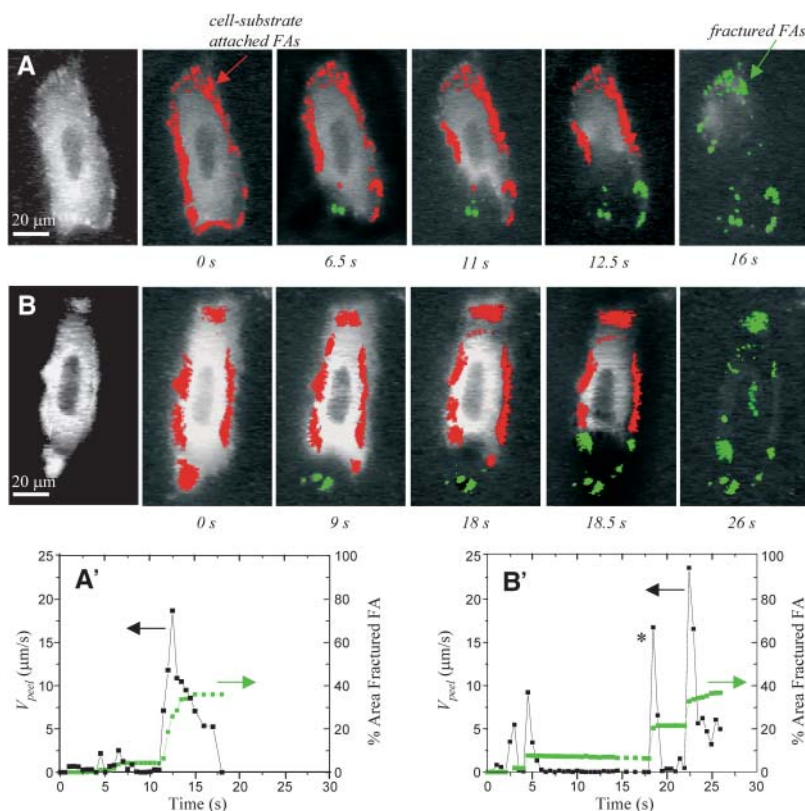 cell-substrate
attached FAs
fractured FAs
A
20 μm
0 s
6.5 s
11 s
12.5 s
16 s
B
20 μm
0 s
9 s
18 s
18.5 s
26 s
A'
25
20
15
10
5
0
V_peel (μm/s)
100
80
60
40
20
0
% Area Fractured FA
0 5 10 15 20 25 30
Time (s)
B'
*
25
20
15
10
5
0
V_peel (μm/s)
100
80
60
40
20
0
% Area Fractured FA
0 5 10 15 20 25 30
Time (s)